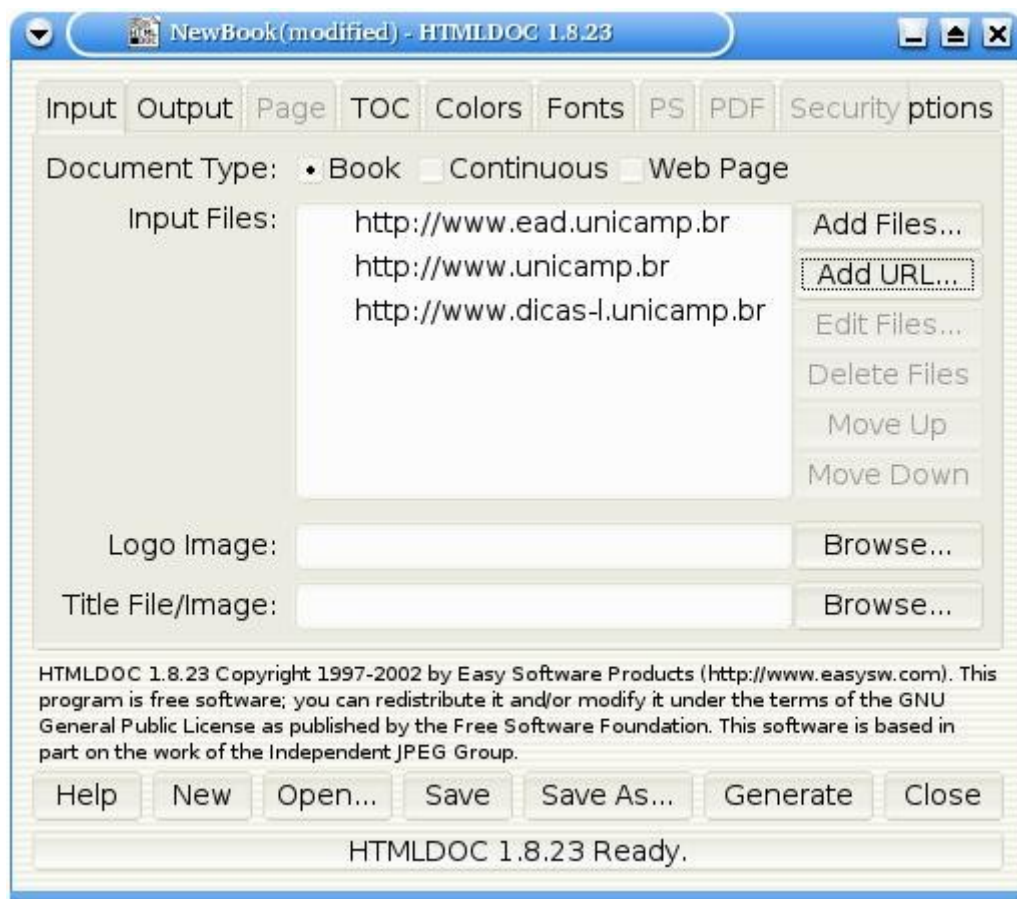 NewBook(modified) - HTMLDOC 1.8.23
Input Output Page TOC Colors Fonts PS PDF Security ptions
Document Type: Book Continuous Web Page
Input Files:
http://www.ead.unicamp.br
http://www.unicamp.br
http://www.dicas-l.unicamp.br
Add Files...
Add URL...
Edit Files...
Delete Files
Move Up
Move Down
Logo Image: Browse...
Title File/Image: Browse...
HTMLDOC 1.8.23 Copyright 1997-2002 by Easy Software Products (http://www.easysw.com). This
program is free software; you can redistribute it and/or modify it under the terms of the GNU
General Public License as published by the Free Software Foundation. This software is based in
part on the work of the Independent JPEG Group.
Help New Open... Save Save As... Generate Close
HTMLDOC 1.8.23 Ready.